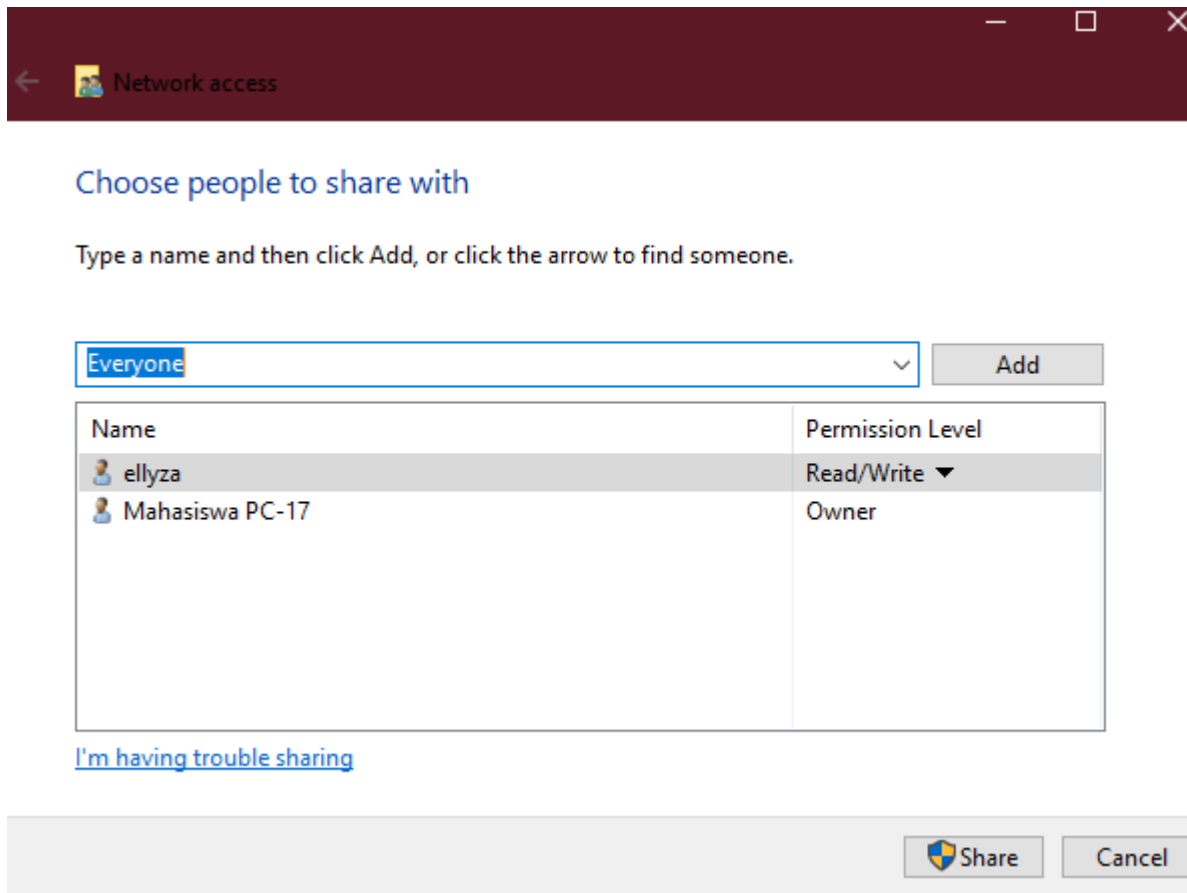 Network access
Choose people to share with
Type a name and then click Add, or click the arrow to find someone.
Everyone Add
Name Permission Level
ellyza Read/Write
Mahasiswa PC-17 Owner
I'm having trouble sharing
Share Cancel